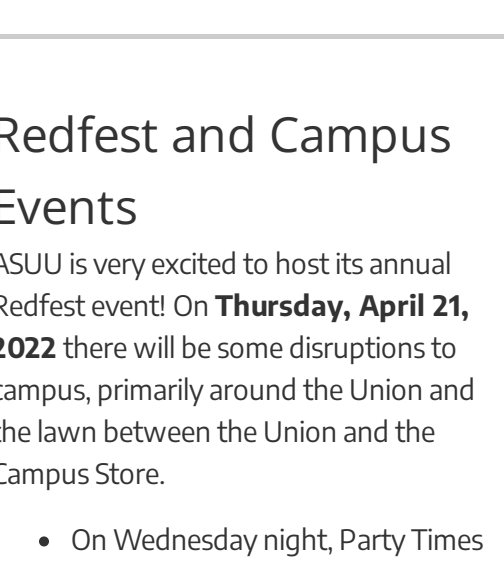 Redfest and Campus
Events
ASUU is very excited to host its annual
Redfest event! On Thursday, April 21,
2022 there will be some disruptions to
campus, primarily around the Union and
the lawn between the Union and the
Campus Store.
• On Wednesday night, Party Times